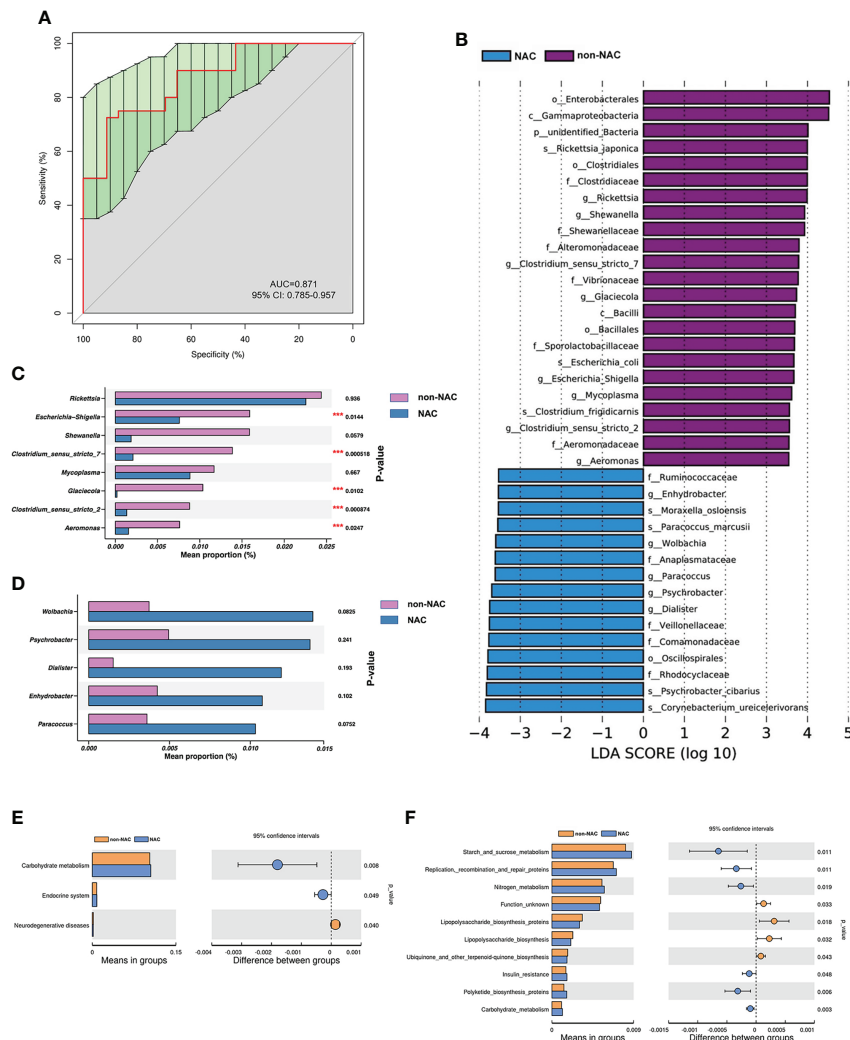 A
100
80
60
40
20
0
Sensitivity (%)
AUC=0.871
95% CI: 0.785-0.957
100 80 60 40 20 0
Specificity (%)
B
NAC non-NAC
o__Enterobacterales
c__Gammaproteobacteria
p__unidentified_Bacteria
s__Rickettsia_japonica
o__Clostridiales
f__Clostridiaceae
g__Rickettsia
g__Shewanella
f__Shewanellaceae
f__Alteromonadaceae
g__Clostridium_sensu_stricto_7
f__Vibrionaceae
g__Glaciecola
c__Bacilli
o__Bacillales
f__Sporolactobacillaceae
s__Escherichia_coli
g__Escherichia_Shigella
g__Mycoplasma
s__Clostridium_frigidicarnis
g__Clostridium_sensu_stricto_2
f__Aeromonadaceae
g__Aeromonas
f__Ruminococcaceae
g__Enhydrobacter
s__Moraxella_osloensis
s__Paracoccus_marcusii
g__Wolbachia
f__Anaplasmataceae
g__Paracoccus
g__Psychrobacter
g__Dialister
f__Veillonellaceae
f__Comamonadaceae
o__Oscillospirales
f__Rhodocyclaceae
s__Psychrobacter_cibarius
s__Corynebacterium_ureicelerivorans
−4 −3 −2 −1 0 1 2 3 4 5
LDA SCORE (log 10)
C
Rickettsia 0.936
Escherichia−Shigella *** 0.0144
Shewanella 0.0579
Clostridium_sensu_stricto_7 *** 0.000518
Mycoplasma 0.667
Glaciecola *** 0.0102
Clostridium_sensu_stricto_2 *** 0.000874
Aeromonas *** 0.0247
0.000 0.005 0.010 0.015 0.020 0.025
Mean proportion (%)
P-value
non-NAC
NAC
D
Wolbachia 0.0825
Psychrobacter 0.241
Dialister 0.193
Enhydrobacter 0.102
Paracoccus 0.0752
0.000 0.005 0.010 0.015
Mean proportion (%)
P-value
non-NAC
NAC
E
non-NAC NAC
95% confidence intervals
Carbohydrate metabolism 0.008
Endocrine system 0.049
Neurodegenerative diseases 0.040
p_value
0 0.15
Means in groups
-0.004 -0.003 -0.002 -0.001 0 0.001
Difference between groups
F
non-NAC NAC
95% confidence intervals
Starch_and_sucrose_metabolism 0.011
Replication,_recombination_and_repair_proteins 0.011
Nitrogen_metabolism 0.019
Function_unknown 0.033
Lipopolysaccharide_biosynthesis_proteins 0.018
Lipopolysaccharide_biosynthesis 0.032
Ubiquinone_and_other_terpenoid-quinone_biosynthesis 0.043
Insulin_resistance 0.048
Polyketide_biosynthesis_proteins 0.006
Carbohydrate_metabolism 0.003
p_value
0 0.009
Means in groups
-0.0015 -0.001 -0.0005 0 0.0005 0.001
Difference between groups